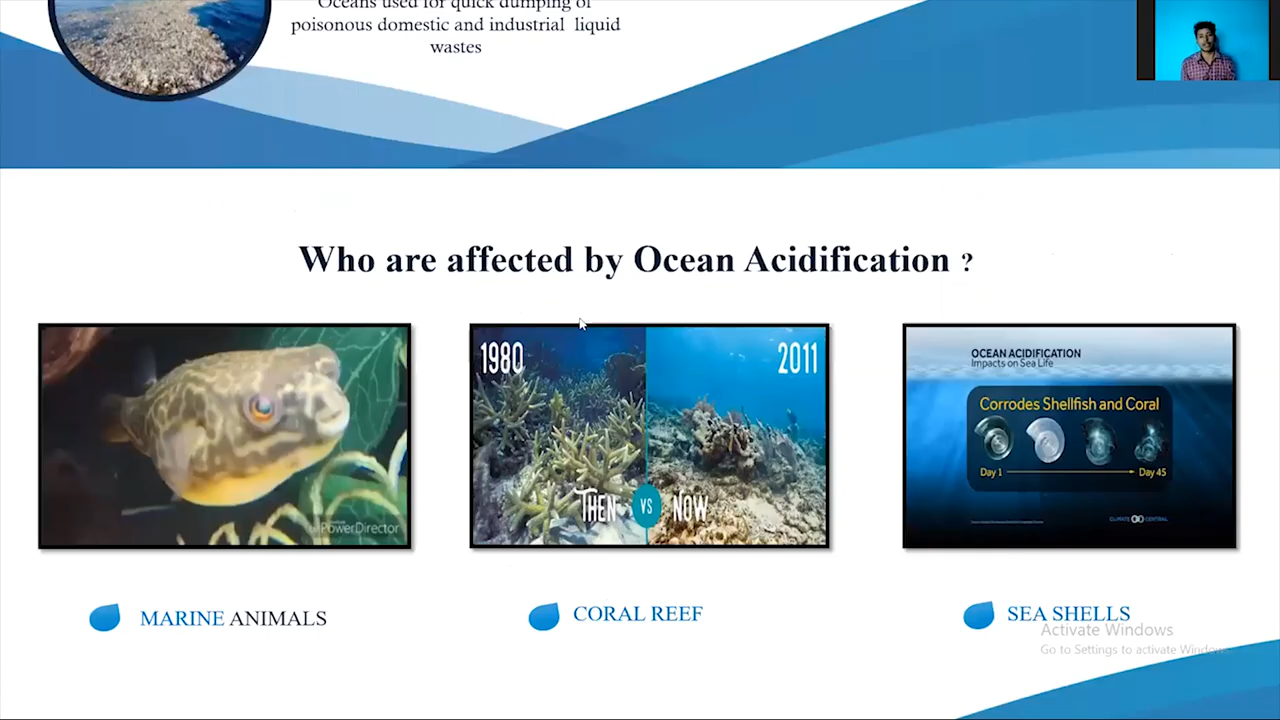 Oceans used for quick dumping of
poisonous domestic and industrial liquid
wastes
Who are affected by Ocean Acidification ?
PowerDirector
1980
2011
THEN VS NOW
OCEAN ACIDIFICATION
Impacts on Sea Life
Corrodes Shellfish and Coral
Day 1
Day 45
CLIMATE CENTRAL
MARINE ANIMALS
CORAL REEF
SEA SHELLS
Activate Windows
Go to Settings to activate Windows.